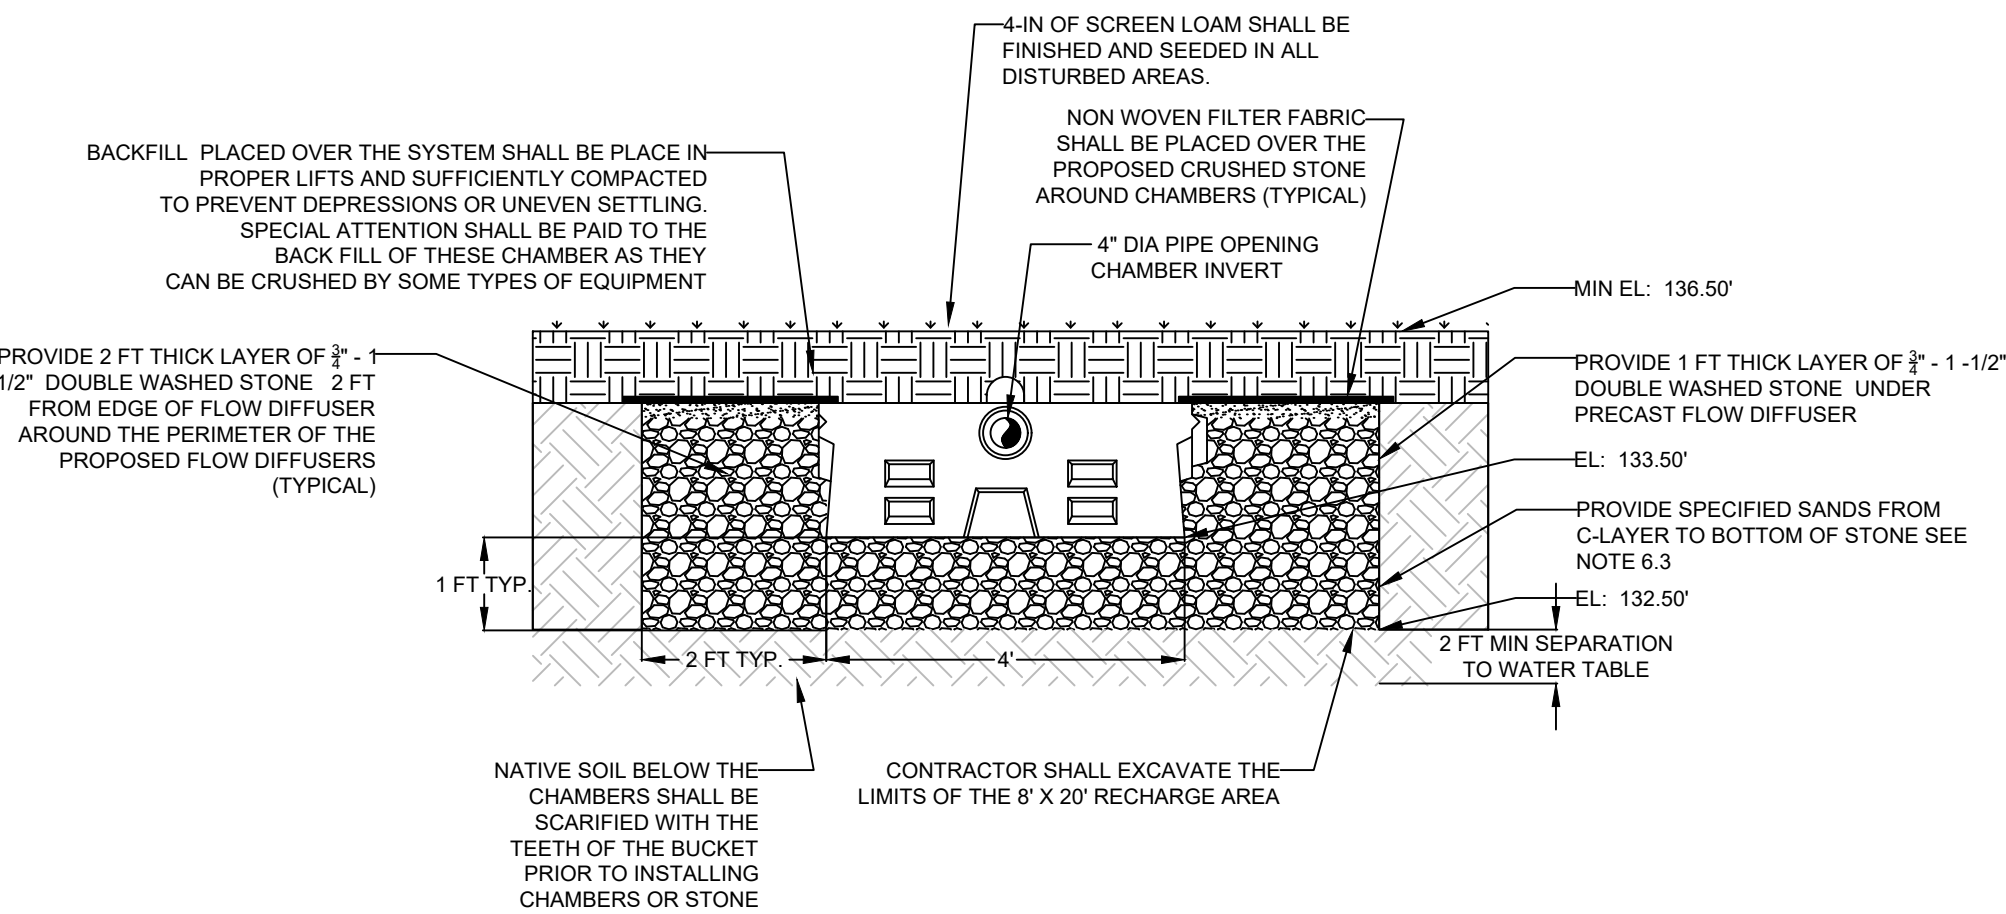 4-IN OF SCREEN LOAM SHALL BE
FINISHED AND SEEDED IN ALL
DISTURBED AREAS.
NON WOVEN FILTER FABRIC
SHALL BE PLACED OVER THE
PROPOSED CRUSHED STONE
AROUND CHAMBERS (TYPICAL)
BACKFILL PLACED OVER THE SYSTEM SHALL BE PLACE IN
PROPER LIFTS AND SUFFICIENTLY COMPACTED
TO PREVENT DEPRESSIONS OR UNEVEN SETTLING.
SPECIAL ATTENTION SHALL BE PAID TO THE
BACK FILL OF THESE CHAMBER AS THEY
CAN BE CRUSHED BY SOME TYPES OF EQUIPMENT
4" DIA PIPE OPENING
CHAMBER INVERT
MIN EL: 136.50'
PROVIDE 2 FT THICK LAYER OF 3/4" - 1
1/2" DOUBLE WASHED STONE 2 FT
FROM EDGE OF FLOW DIFFUSER
AROUND THE PERIMETER OF THE
PROPOSED FLOW DIFFUSERS
(TYPICAL)
PROVIDE 1 FT THICK LAYER OF 3/4" - 1 -1/2"
DOUBLE WASHED STONE UNDER
PRECAST FLOW DIFFUSER
EL: 133.50'
PROVIDE SPECIFIED SANDS FROM
C-LAYER TO BOTTOM OF STONE SEE
NOTE 6.3
1 FT TYP.
EL: 132.50'
2 FT MIN SEPARATION
TO WATER TABLE
2 FT TYP.
4'
NATIVE SOIL BELOW THE
CHAMBERS SHALL BE
SCARIFIED WITH THE
TEETH OF THE BUCKET
PRIOR TO INSTALLING
CHAMBERS OR STONE
CONTRACTOR SHALL EXCAVATE THE
LIMITS OF THE 8' X 20' RECHARGE AREA